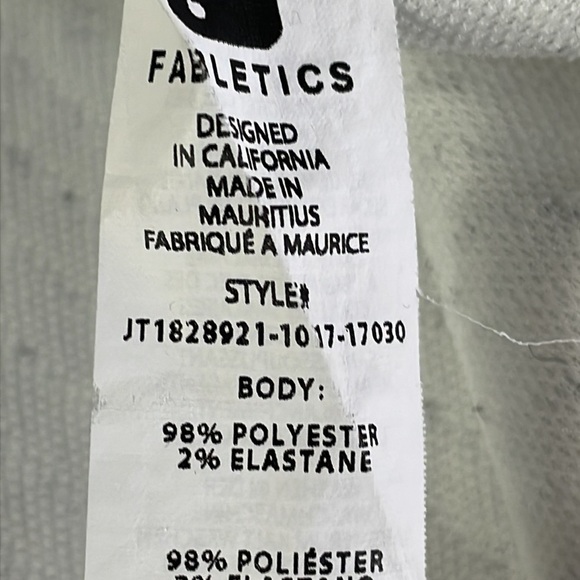 FABLETICS
DESIGNED
IN CALIFORNIA
MADE IN
MAURITIUS
FABRIQUÉ A MAURICE
STYLE#
JT1828921-1017-17030
BODY:
98% POLYESTER
2% ELASTANE
98% POLIÉSTER